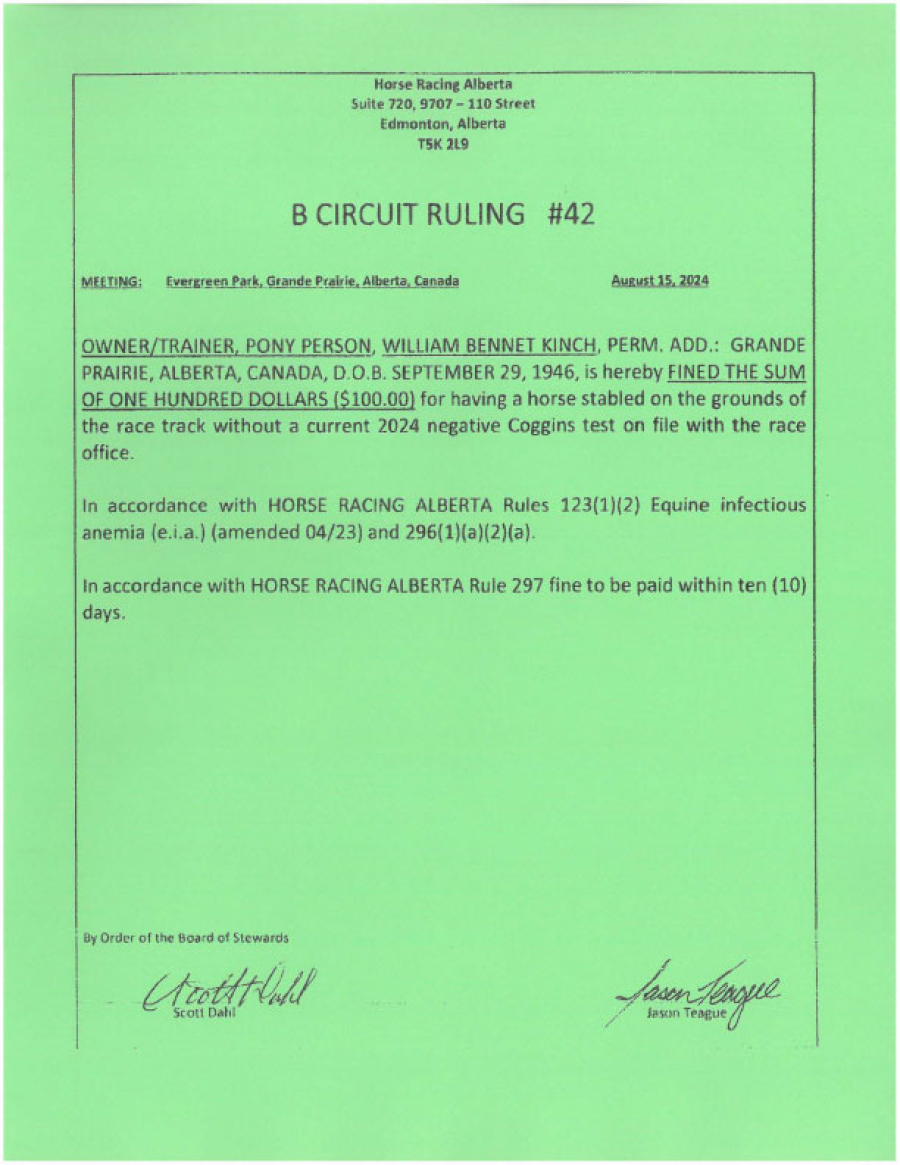 Horse Racing Alberta
Suite 720, 9707 – 110 Street
Edmonton, Alberta
T5K 2L9
B CIRCUIT RULING #42
MEETING: Evergreen Park, Grande Prairie, Alberta, Canada August 15, 2024
OWNER/TRAINER, PONY PERSON, WILLIAM BENNET KINCH, PERM. ADD.: GRANDE
PRAIRIE, ALBERTA, CANADA, D.O.B. SEPTEMBER 29, 1946, is hereby FINED THE SUM
OF ONE HUNDRED DOLLARS ($100.00) for having a horse stabled on the grounds of
the race track without a current 2024 negative Coggins test on file with the race
office.
In accordance with HORSE RACING ALBERTA Rules 123(1)(2) Equine infectious
anemia (e.i.a.) (amended 04/23) and 296(1)(a)(2)(a).
In accordance with HORSE RACING ALBERTA Rule 297 fine to be paid within ten (10)
days.
By Order of the Board of Stewards
Scott Dahl Jason Teague
Scott Dahl Jason Teague